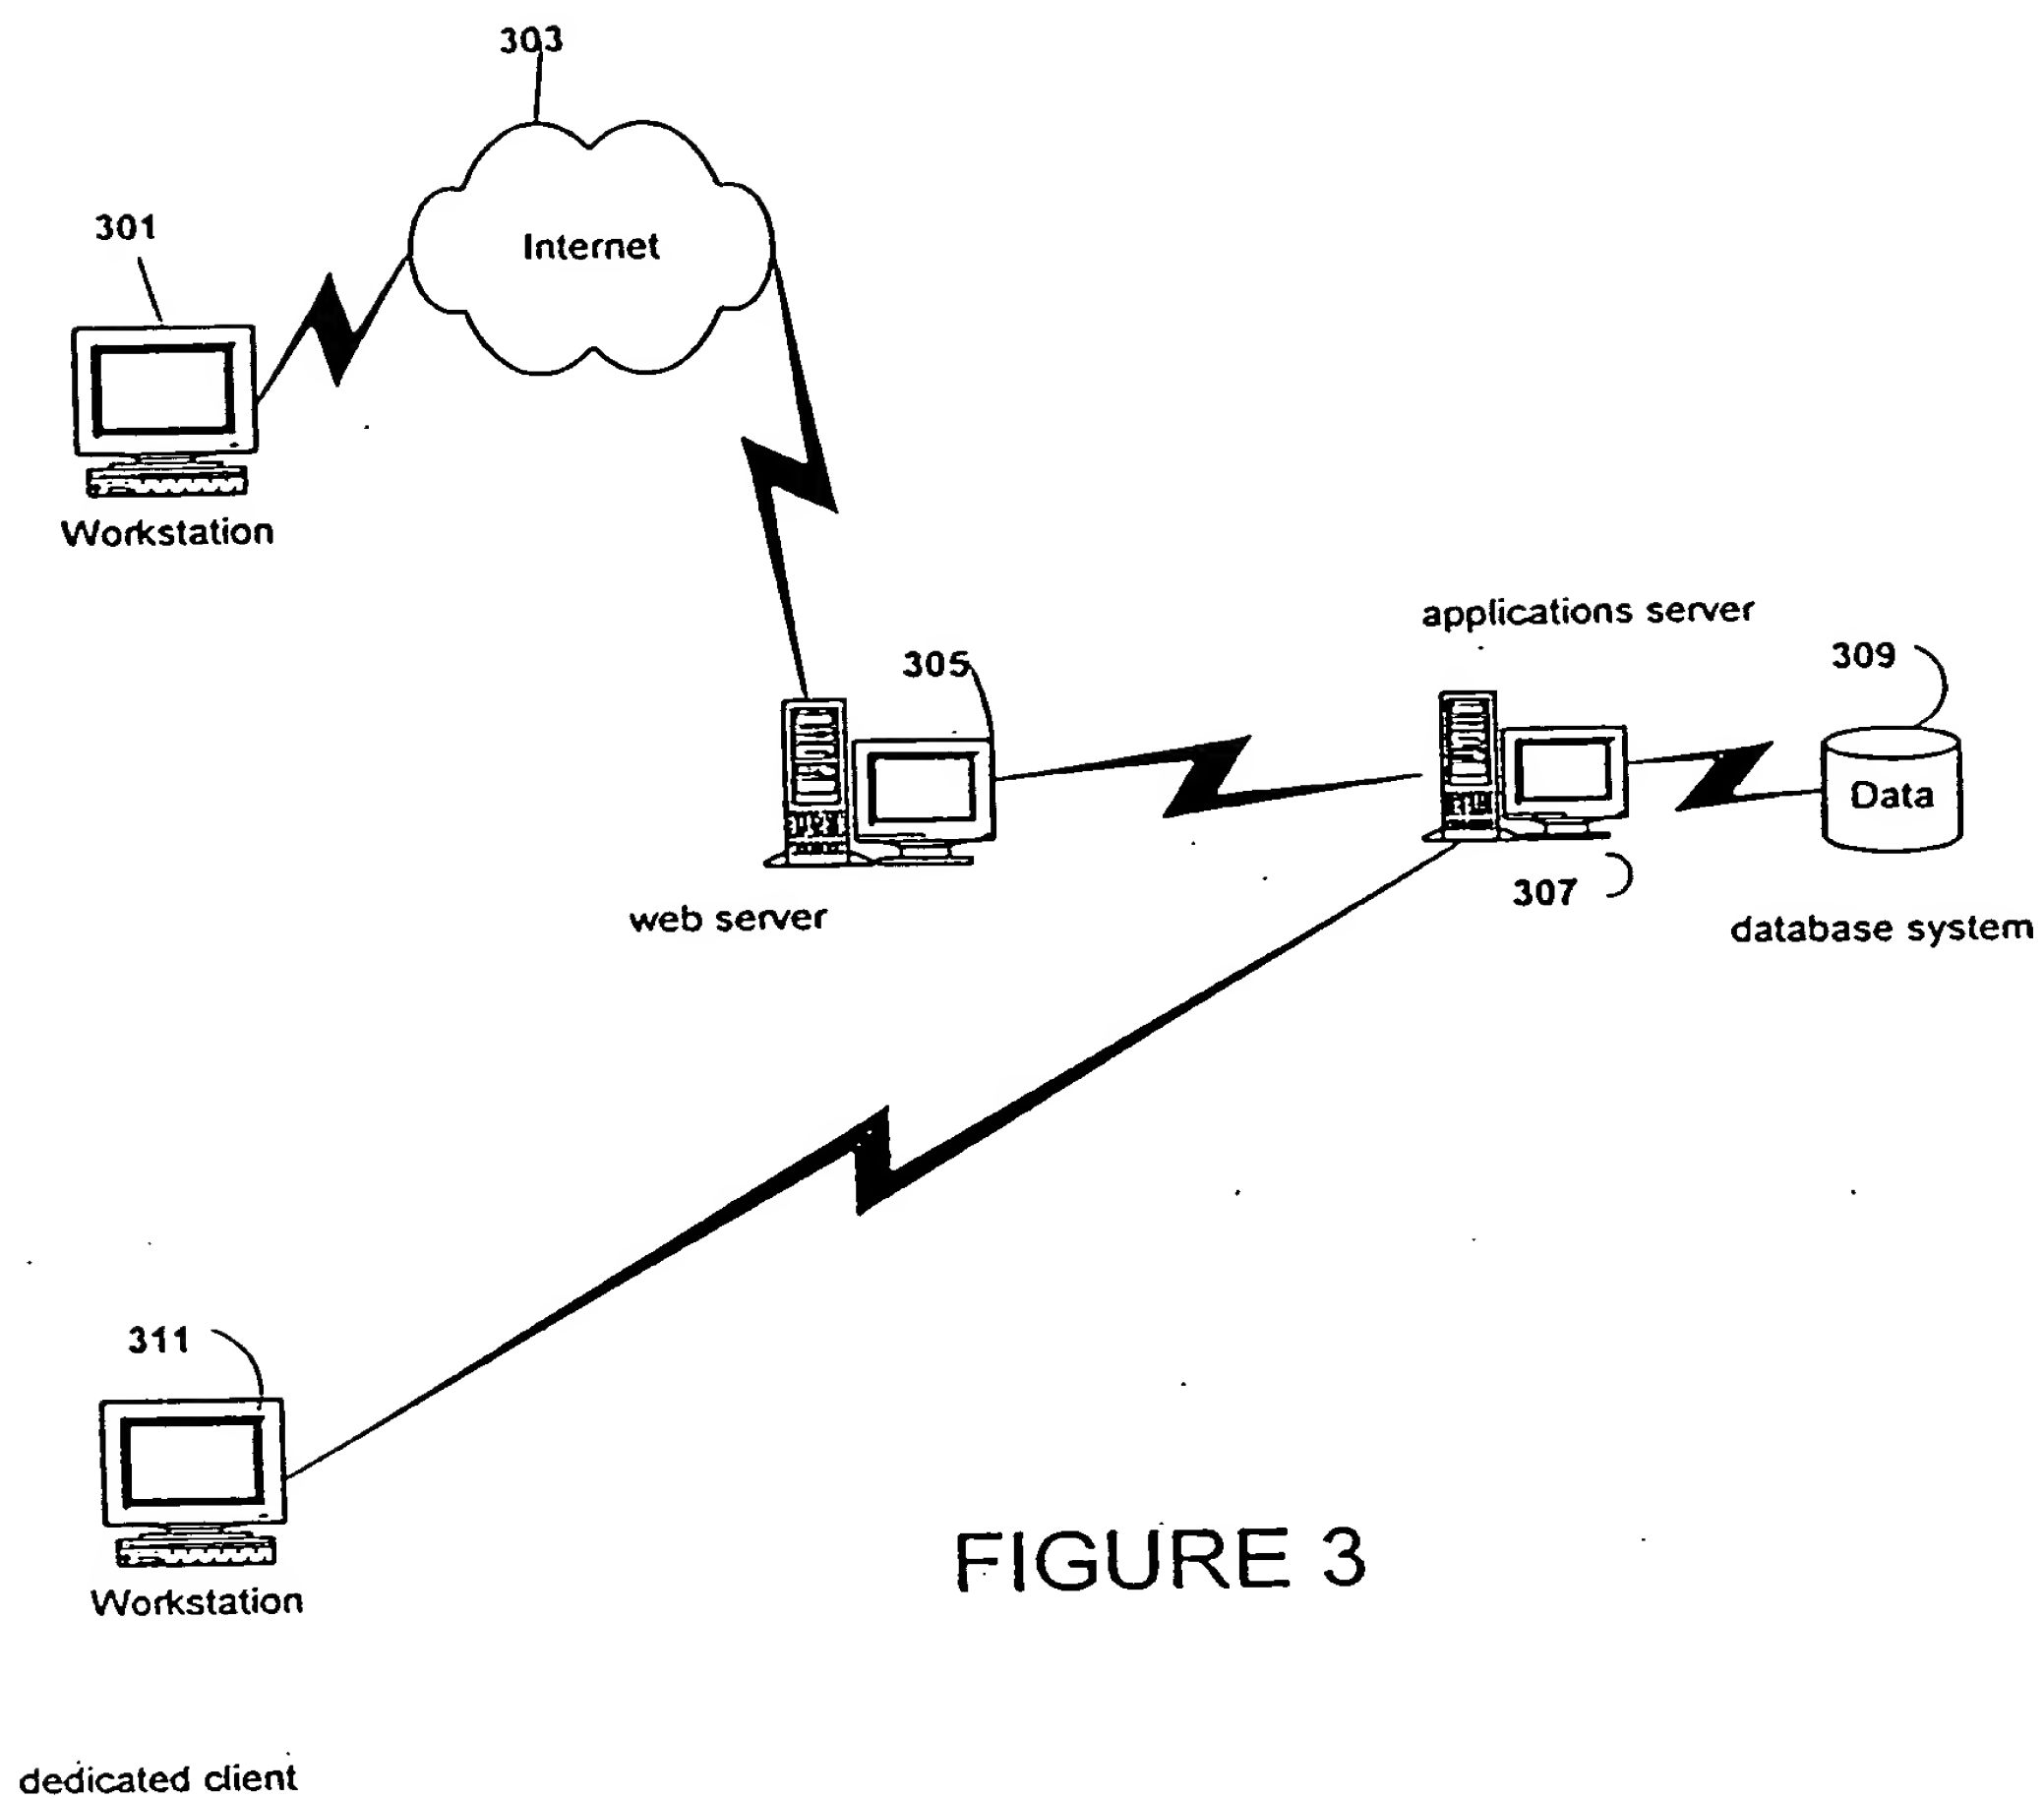 303
301
Internet
Workstation
applications server
305
309
Data
307
web server
database system
311
Workstation
FIGURE 3
dedicated client